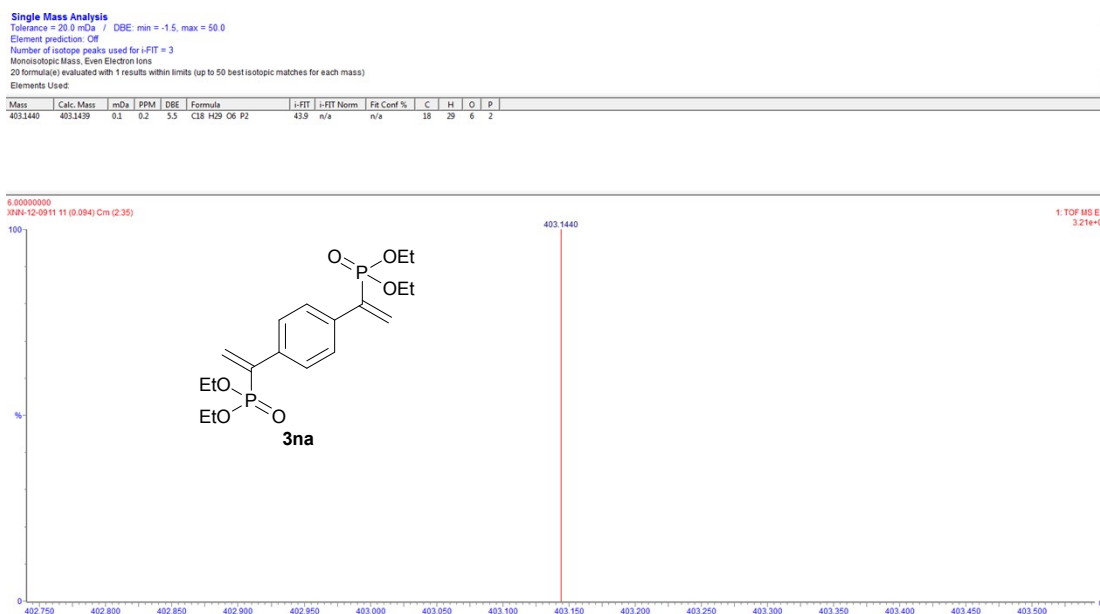 Single Mass Analysis
Tolerance = 20.0 mDa / DBE: min = -1.5, max = 50.0
Element prediction: Off
Number of isotope peaks used for i-FIT = 3
Monoisotopic Mass, Even Electron Ions
20 formula(e) evaluated with 1 results within limits (up to 50 best isotopic matches for each mass)
Elements Used:
Mass Calc. Mass mDa PPM DBE Formula i-FIT i-FIT Norm Fit Conf % C H O P
403.1440 403.1439 0.1 0.2 5.5 C18 H29 O6 P2 43.9 n/a n/a 18 29 6 2
6.00000000
XNN-12-0911 11 (0.094) Cm (2:35)
1: TOF MS E
3.21e+
403.1440
100
O OEt
P
OEt
EtO
P
EtO O
3na
%
0
402.750 402.800 402.850 402.900 402.950 403.000 403.050 403.100 403.150 403.200 403.250 403.300 403.350 403.400 403.450 403.500